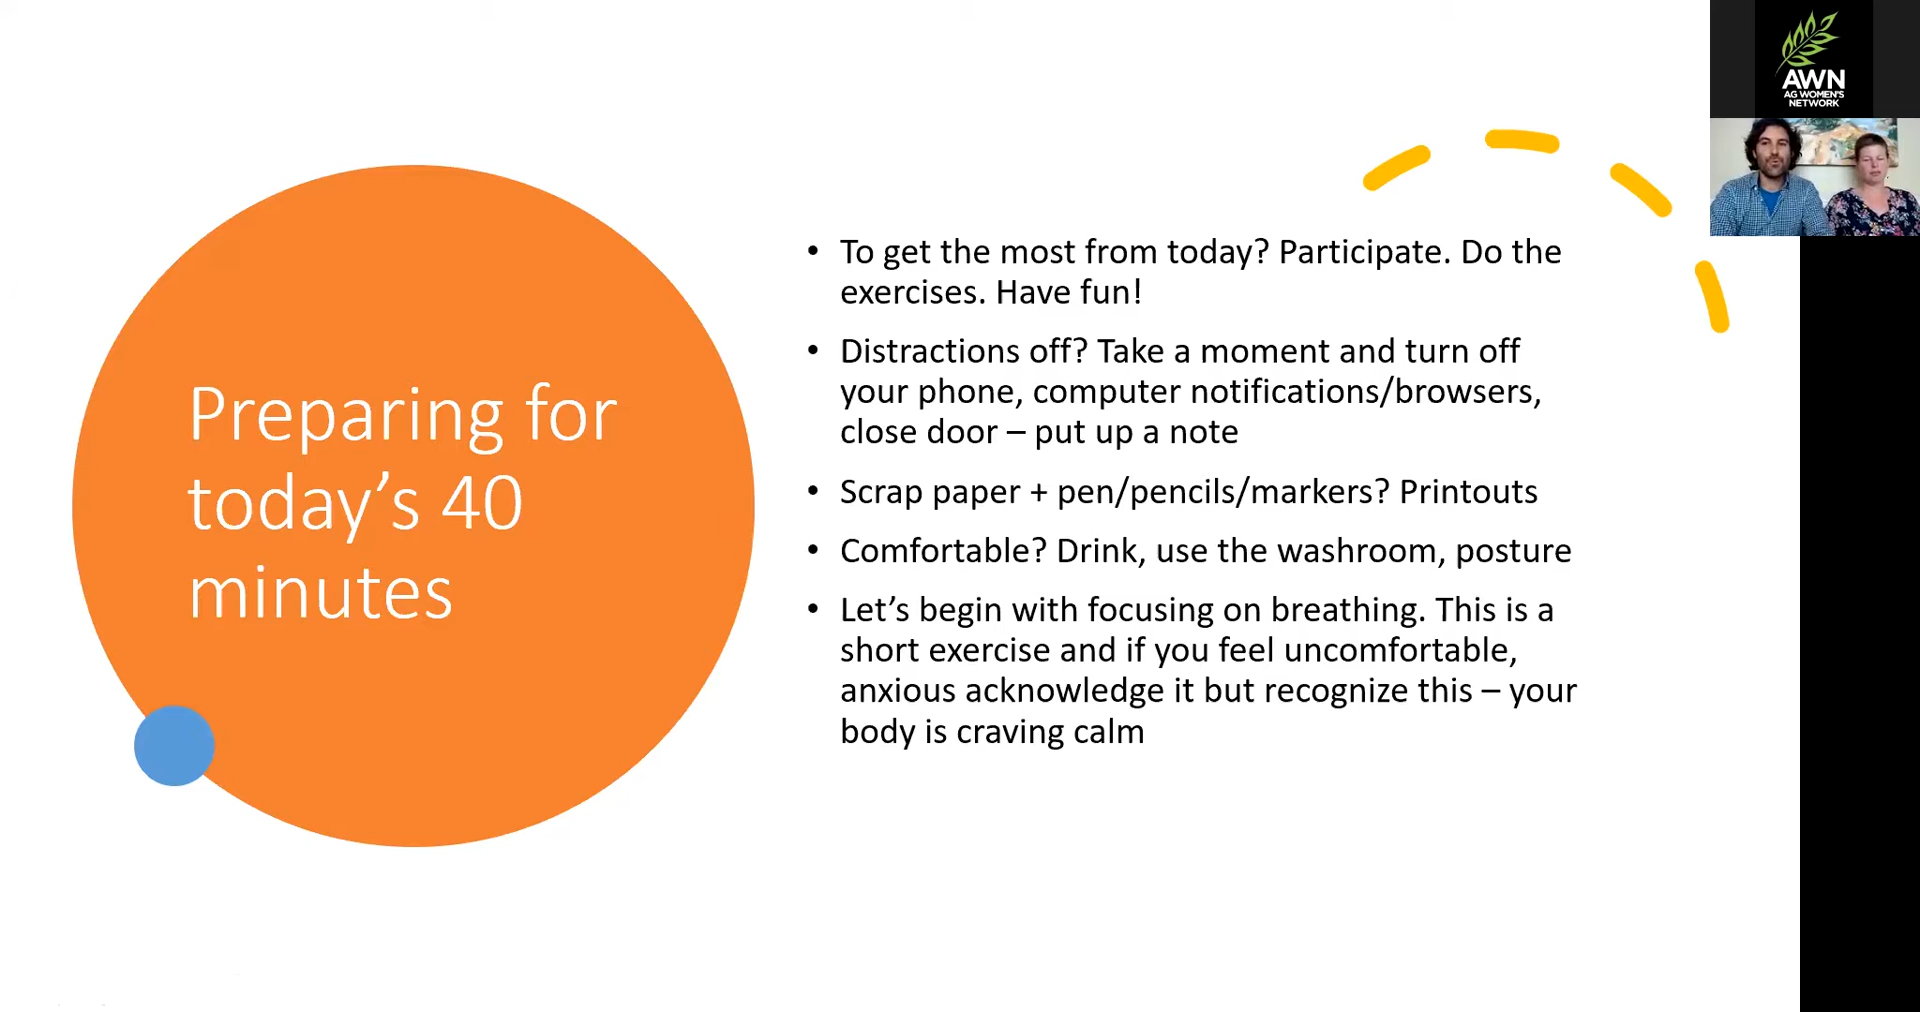 AWN
AG WOMEN'S
NETWORK
Preparing for
today’s 40
minutes
• To get the most from today? Participate. Do the
exercises. Have fun!
• Distractions off? Take a moment and turn off
your phone, computer notifications/browsers,
close door – put up a note
• Scrap paper + pen/pencils/markers? Printouts
• Comfortable? Drink, use the washroom, posture
• Let’s begin with focusing on breathing. This is a
short exercise and if you feel uncomfortable,
anxious acknowledge it but recognize this – your
body is craving calm